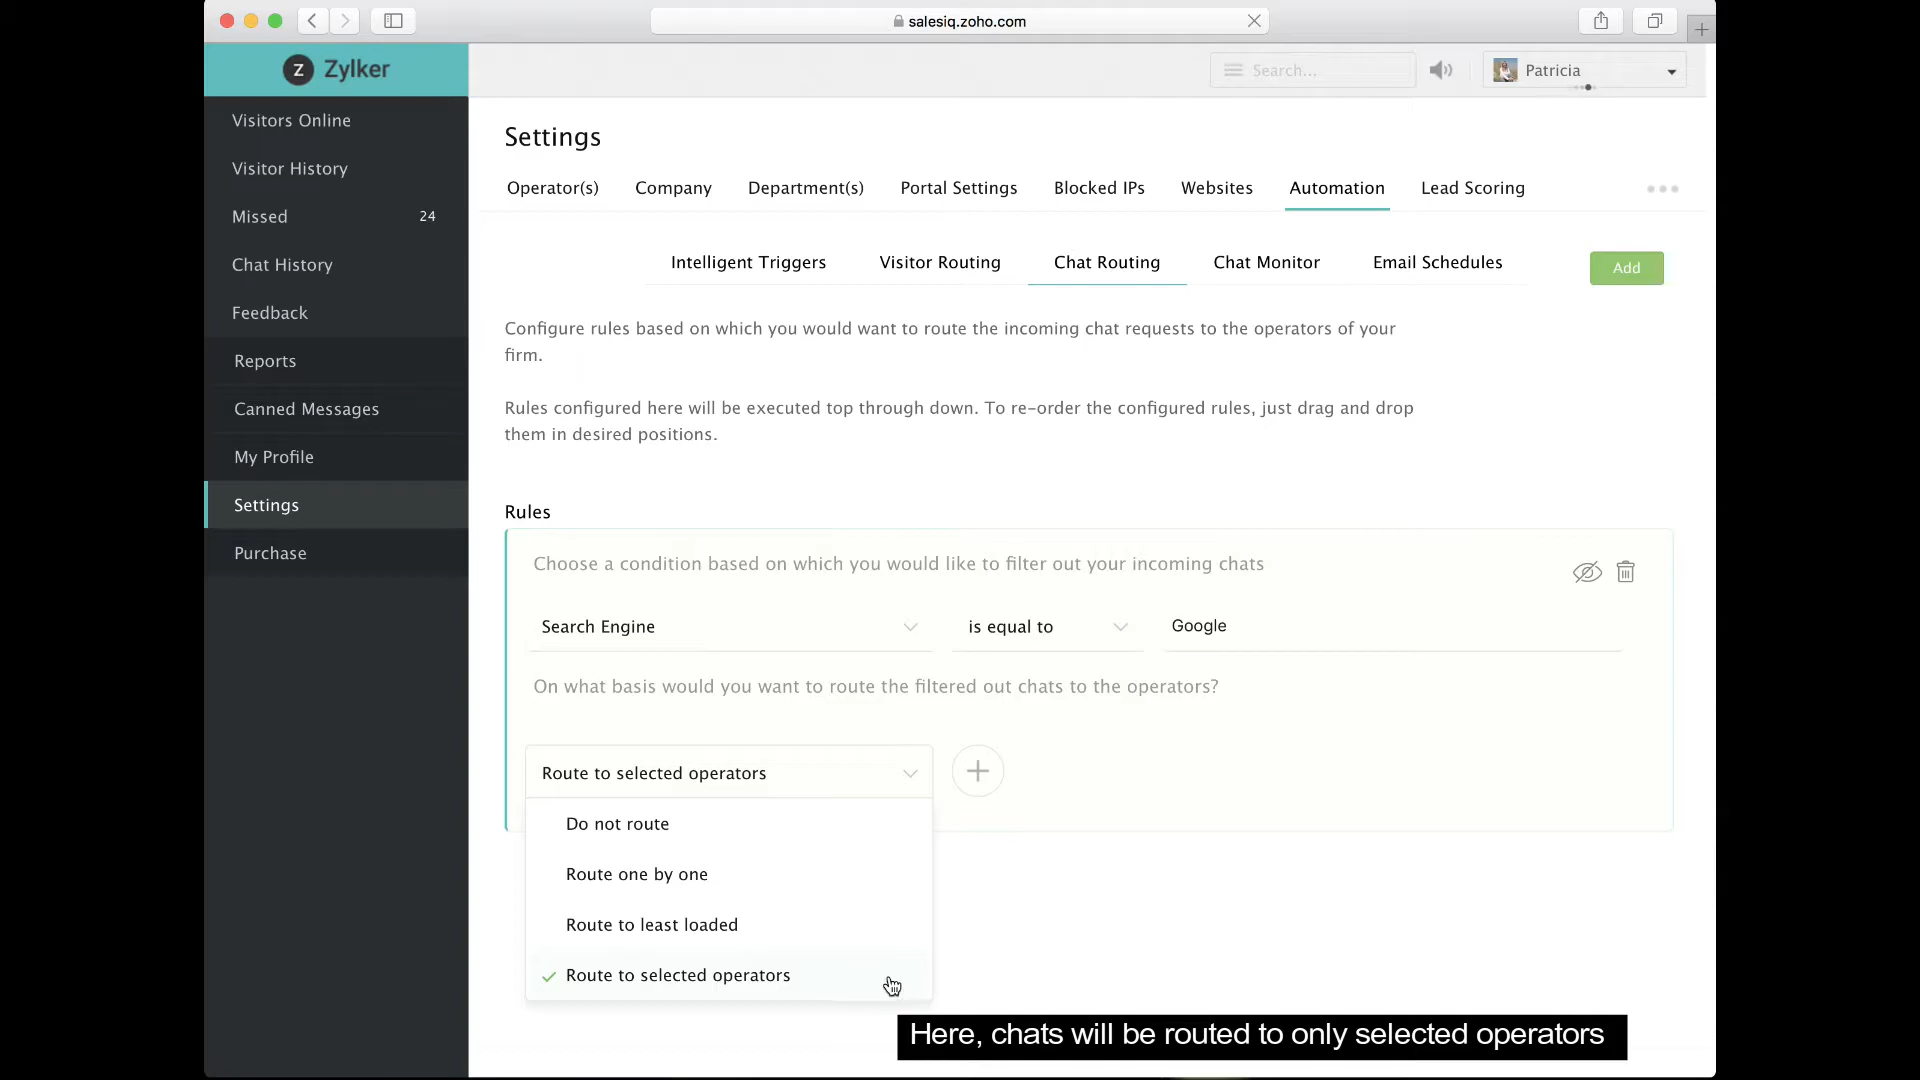 salesiq.zoho.com
Z Zylker
Search...
Patricia
Visitors Online
Visitor History
Missed 24
Chat History
Feedback
Reports
Canned Messages
My Profile
Settings
Purchase
Settings
Operator(s) Company Department(s) Portal Settings Blocked IPs Websites Automation Lead Scoring
Intelligent Triggers Visitor Routing Chat Routing Chat Monitor Email Schedules Add
Configure rules based on which you would want to route the incoming chat requests to the operators of your
firm.
Rules configured here will be executed top through down. To re-order the configured rules, just drag and drop
them in desired positions.
Rules
Choose a condition based on which you would like to filter out your incoming chats
Search Engine is equal to Google
On what basis would you want to route the filtered out chats to the operators?
Route to selected operators
Do not route
Route one by one
Route to least loaded
Route to selected operators
Here, chats will be routed to only selected operators